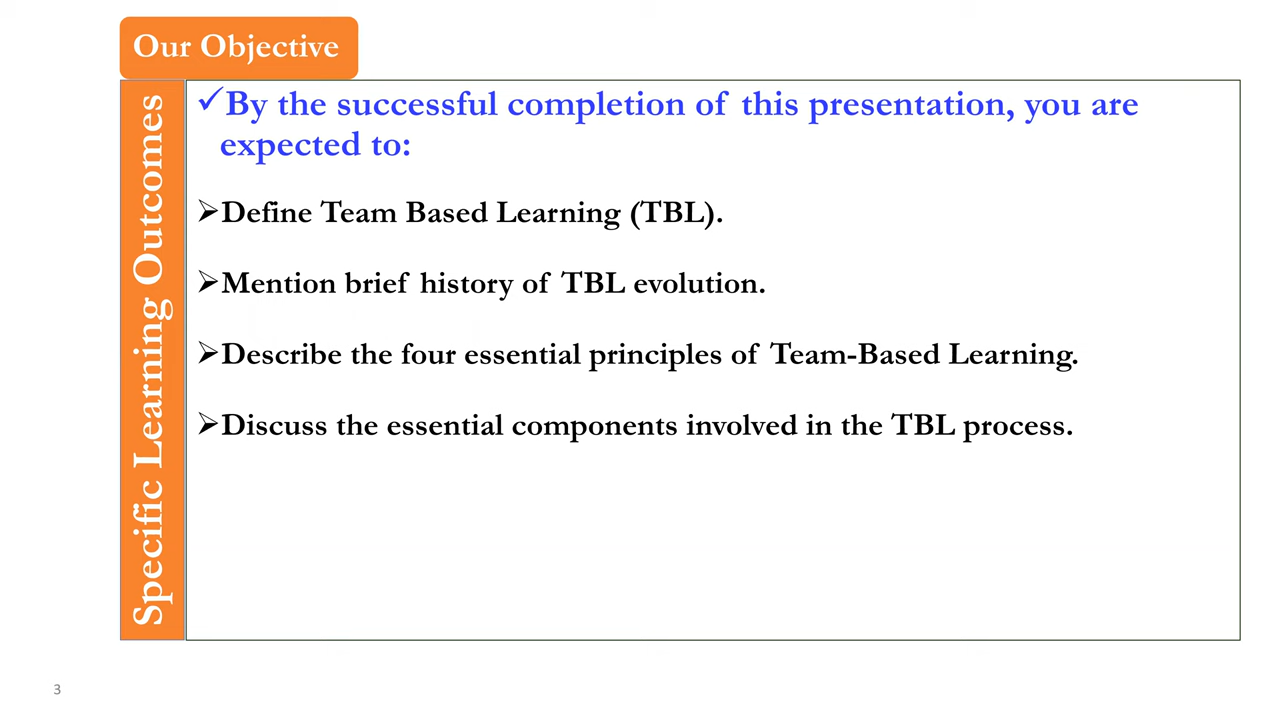 Our Objective
Specific Learning Outcomes
✓By the successful completion of this presentation, you are
expected to:
➢Define Team Based Learning (TBL).
➢Mention brief history of TBL evolution.
➢Describe the four essential principles of Team-Based Learning.
➢Discuss the essential components involved in the TBL process.
3